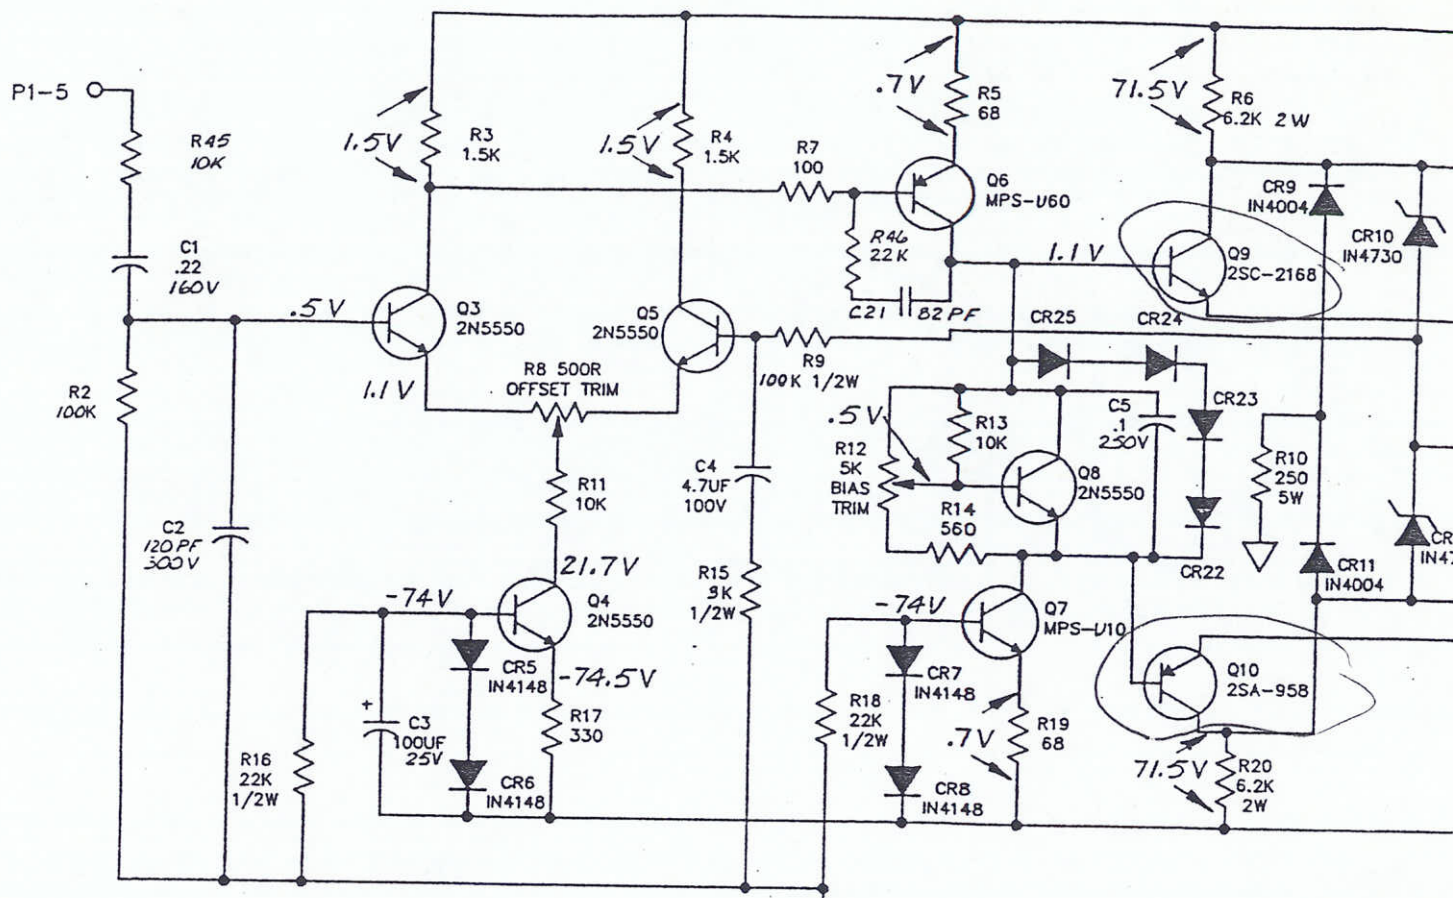 P1-5
R45
10K
C1
.22
160V
R2
100K
C2
120PF
300V
1.5V
R3
1.5K
1.5V
R4
1.5K
.5V
Q3
2N5550
Q5
2N5550
1.1V
R8 500R
OFFSET TRIM
R11
10K
21.7V
-74V
Q4
2N5550
-74.5V
CR5
IN4148
+
C3
100UF
25V
R16
22K
1/2W
CR6
IN4148
R17
330
.7V
R5
68
R7
100
Q6
MPS-U60
R46
22K
C21
82PF
R9
100K 1/2W
C4
4.7UF
100V
R15
3K
1/2W
71.5V
R6
6.2K 2W
1.1V
Q9
2SC-2168
CR9
IN4004
CR10
IN4730
CR25
CR24
CR23
CR22
.5V
R12
5K
BIAS
TRIM
R13
10K
C5
.1
250V
Q8
2N5550
R14
560
R10
250
5W
CR11
IN4004
CR
IN47
-74V
Q7
MPS-U10
CR7
IN4148
R18
22K
1/2W
CR8
IN4148
.7V
R19
68
Q10
2SA-958
71.5V
R20
6.2K
2W